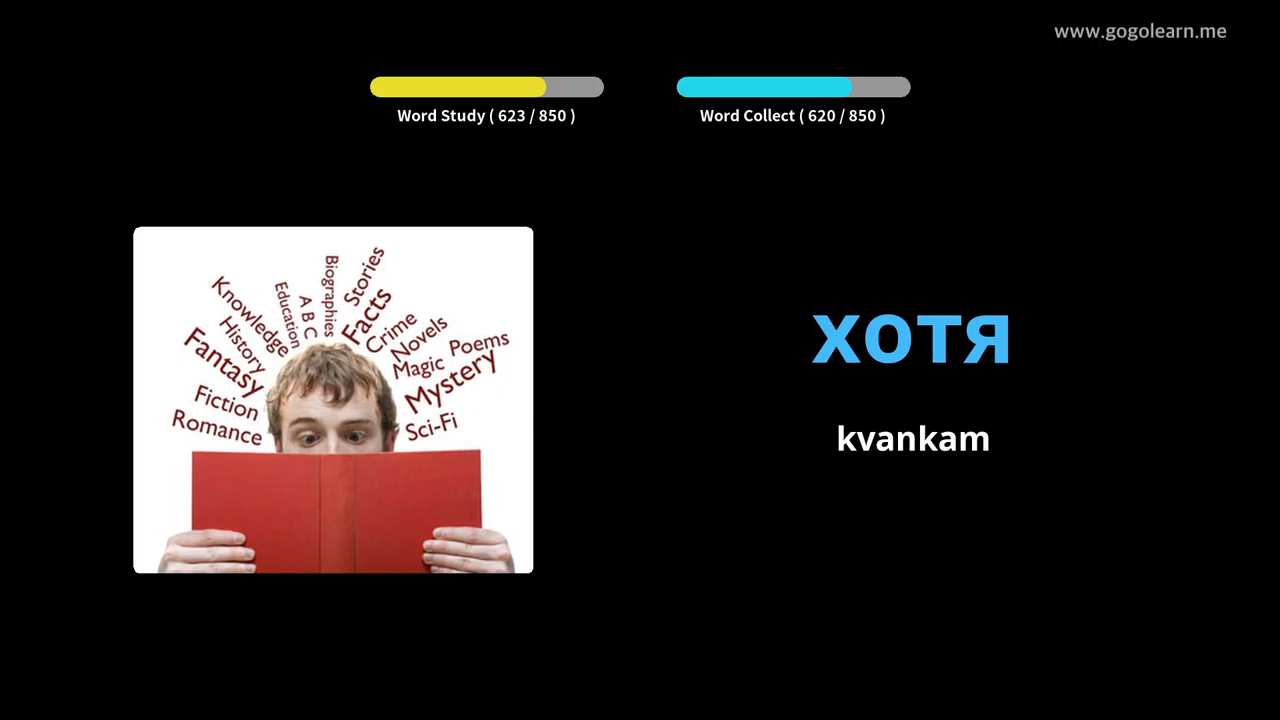 www.gogolearn.me
Word Study ( 623 / 850 )
Word Collect ( 620 / 850 )
Biographies
Stories
Education
A B C
Facts
Knowledge
Crime
History
Novels
Fantasy
Magic
Poems
Mystery
Fiction
Romance
Sci-Fi
хотя
kvankam